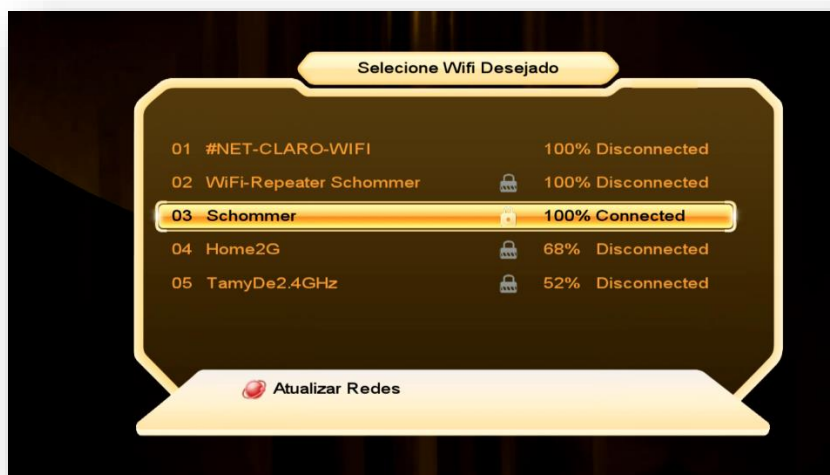 Selecione Wifi Desejado
01 #NET-CLARO-WIFI 100% Disconnected
02 WiFi-Repeater Schommer 100% Disconnected
03 Schommer 100% Connected
04 Home2G 68% Disconnected
05 TamyDe2.4GHz 52% Disconnected
Atualizar Redes